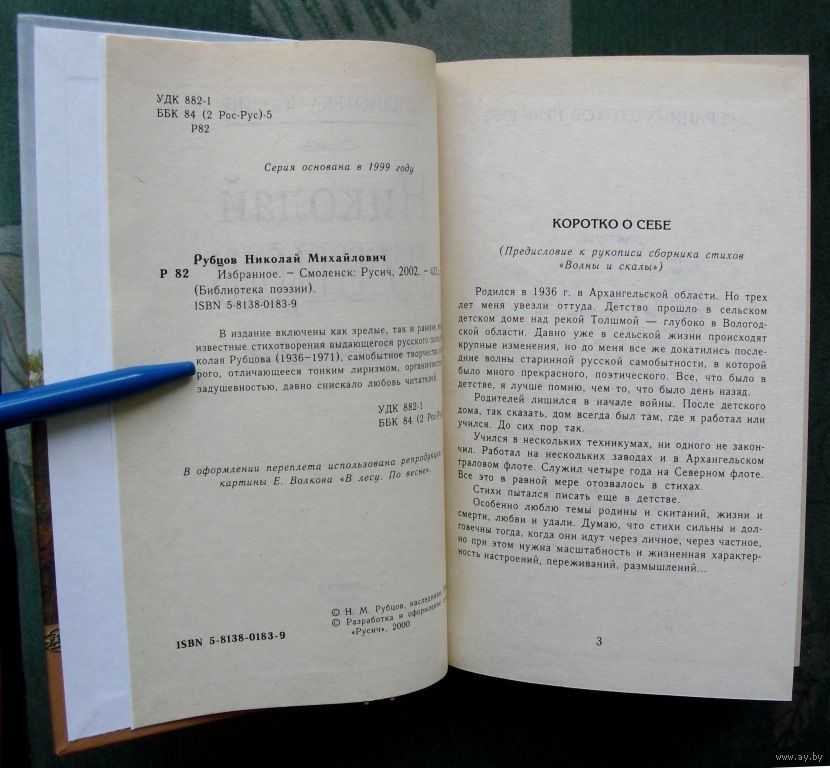 УДК 882-1
ББК 84 (2 Рос-Рус)-5
Р82
Серия основана в 1999 году
Рубцов Николай Михайлович
Р 82 Избранное. – Смоленск: Русич, 2002. –
(Библиотека поэзии).
ISBN 5-8138-0183-9
В издание включены как зрелые, так и ранние,
известные стихотворения выдающегося русского
колая Рубцова (1936—1971), самобытное творчество
рого, отличающееся тонким лиризмом,
задушевностью, давно снискало любовь читателей.
УДК 882-1
ББК 84 (2 Рос-Рус
В оформлении переплета использована репродукция
картины Е. Волкова «В лесу. По весне».
© Н. М. Рубцов, наследники,
© Разработка и оформление
«Русич», 2000
ISBN 5-8138-0183-9
КОРОТКО О СЕБЕ
(Предисловие к рукописи сборника стихов
«Волны и скалы»)
Родился в 1936 г. в Архангельской области. Но трех
лет меня увезли оттуда. Детство прошло в сельском
детском доме над рекой Толшмой — глубоко в Вологод-
ской области. Давно уже в сельской жизни происходят
крупные изменения, но до меня все же докатились после-
дние волны старинной русской самобытности, в которой
было много прекрасного, поэтического. Все, что было в
детстве, я лучше помню, чем то, что было день назад.
Родителей лишился в начале войны. После детского
дома, так сказать, дом всегда был там, где я работал или
учился. До сих пор так.
Учился в нескольких техникумах, ни одного не закон-
чил. Работал на нескольких заводах и в Архангельском
траловом флоте. Служил четыре года на Северном флоте.
Все это в равной мере отозвалось в стихах.
Стихи пытался писать еще в детстве.
Особенно люблю темы родины и скитаний, жизни и
смерти, любви и удали. Думаю, что стихи сильны и дол-
говечны тогда, когда они идут через личное, через частное,
но при этом нужна масштабность и жизненная характер-
ность настроений, переживаний, размышлений...
3
www.ay.by